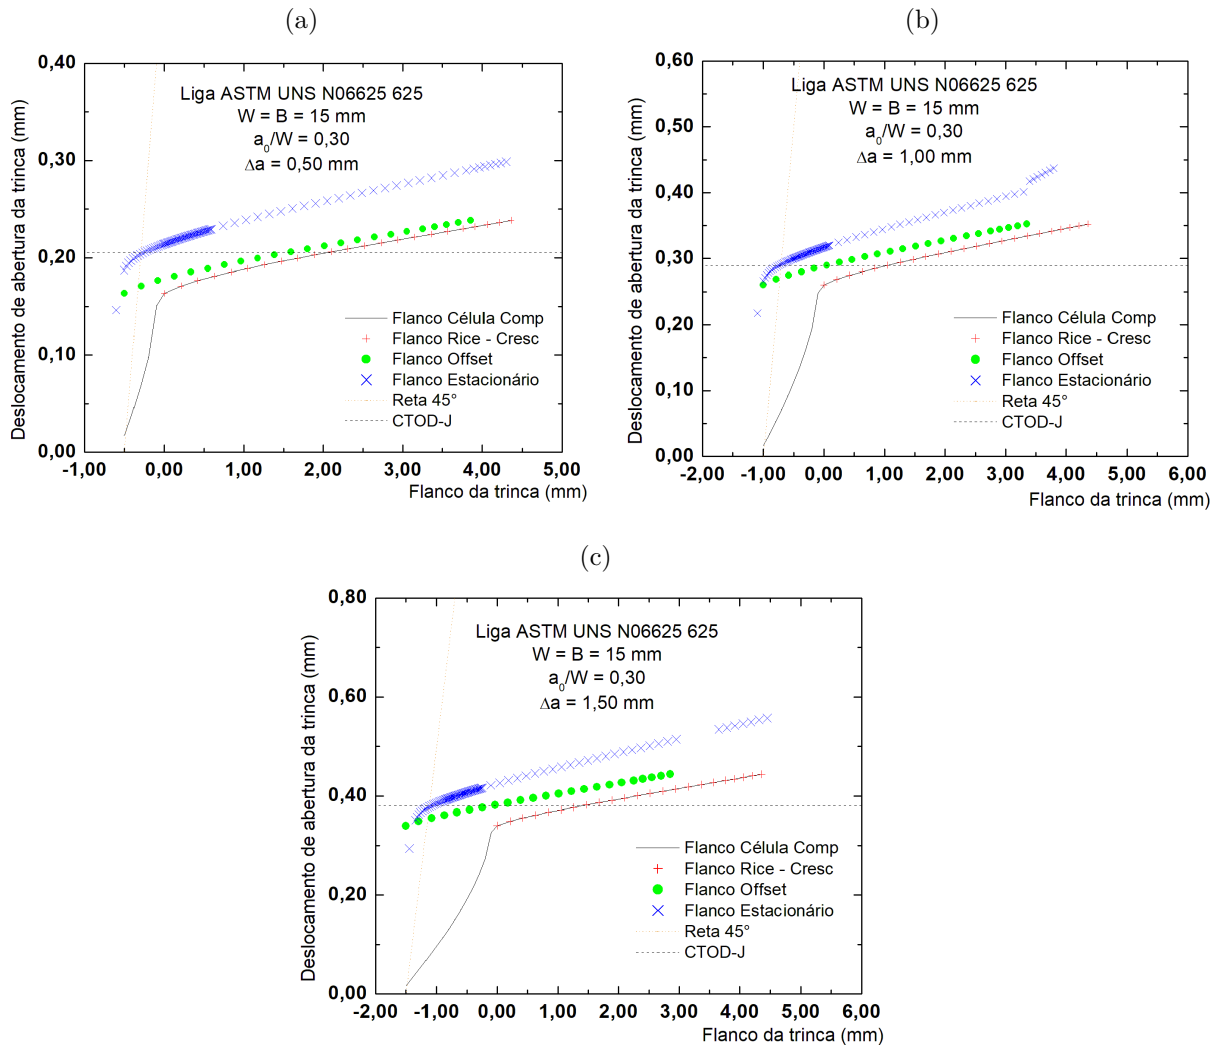 (a)
0,40
0,30
0,20
0,10
0,00
-1,00 0,00 1,00 2,00 3,00 4,00 5,00
Deslocamento de abertura da trinca (mm)
Flanco da trinca (mm)
Liga ASTM UNS N06625 625
W = B = 15 mm
a0/W = 0,30
Δa = 0,50 mm
Flanco Célula Comp
Flanco Rice - Cresc
Flanco Offset
Flanco Estacionário
Reta 45°
CTOD-J
(b)
0,60
0,50
0,40
0,30
0,20
0,10
0,00
-2,00 -1,00 0,00 1,00 2,00 3,00 4,00 5,00 6,00
Deslocamento de abertura da trinca (mm)
Flanco da trinca (mm)
Liga ASTM UNS N06625 625
W = B = 15 mm
a0/W = 0,30
Δa = 1,00 mm
Flanco Célula Comp
Flanco Rice - Cresc
Flanco Offset
Flanco Estacionário
Reta 45°
CTOD-J
(c)
0,80
0,60
0,40
0,20
0,00
-2,00 -1,00 0,00 1,00 2,00 3,00 4,00 5,00 6,00
Deslocamento de abertura da trinca (mm)
Flanco da trinca (mm)
Liga ASTM UNS N06625 625
W = B = 15 mm
a0/W = 0,30
Δa = 1,50 mm
Flanco Célula Comp
Flanco Rice - Cresc
Flanco Offset
Flanco Estacionário
Reta 45°
CTOD-J